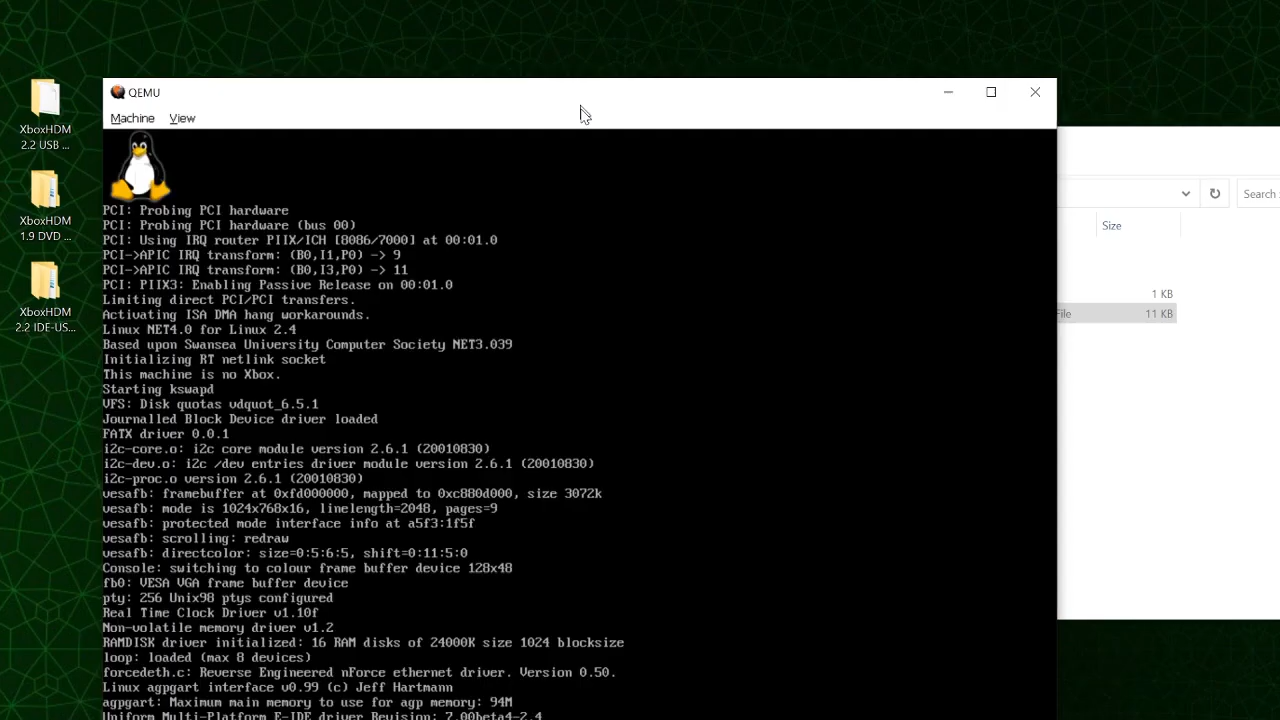 XboxHDM
2.2 USB ...
XboxHDM
1.9 DVD ...
XboxHDM
2.2 IDE-US...
QEMU
Machine View
PCI: Probing PCI hardware
PCI: Probing PCI hardware (bus 00)
PCI: Using IRQ router PIIX/ICH [8086/7000] at 00:01.0
PCI->APIC IRQ transform: (B0,I1,P0) -> 9
PCI->APIC IRQ transform: (B0,I3,P0) -> 11
PCI: PIIX3: Enabling Passive Release on 00:01.0
Limiting direct PCI/PCI transfers.
Activating ISA DMA hang workarounds.
Linux NET4.0 for Linux 2.4
Based upon Swansea University Computer Society NET3.039
Initializing RT netlink socket
This machine is no Xbox.
Starting kswapd
VFS: Disk quotas vdquot_6.5.1
Journalled Block Device driver loaded
FATX driver 0.0.1
i2c-core.o: i2c core module version 2.6.1 (20010830)
i2c-dev.o: i2c /dev entries driver module version 2.6.1 (20010830)
i2c-proc.o version 2.6.1 (20010830)
vesafb: framebuffer at 0xfd000000, mapped to 0xc880d000, size 3072k
vesafb: mode is 1024x768x16, linelength=2048, pages=9
vesafb: protected mode interface info at a5f3:1f5f
vesafb: scrolling: redraw
vesafb: directcolor: size=0:5:6:5, shift=0:11:5:0
Console: switching to colour frame buffer device 128x48
fb0: VESA VGA frame buffer device
pty: 256 Unix98 ptys configured
Real Time Clock Driver v1.10f
Non-volatile memory driver v1.2
RAMDISK driver initialized: 16 RAM disks of 24000K size 1024 blocksize
loop: loaded (max 8 devices)
forcedeth.c: Reverse Engineered nForce ethernet driver. Version 0.50.
Linux agpgart interface v0.99 (c) Jeff Hartmann
agpgart: Maximum main memory to use for agp memory: 94M
Uniform Multi-Platform E-IDE driver Revision: 7.00beta4-2.4
Search
Size
1 KB
File 11 KB